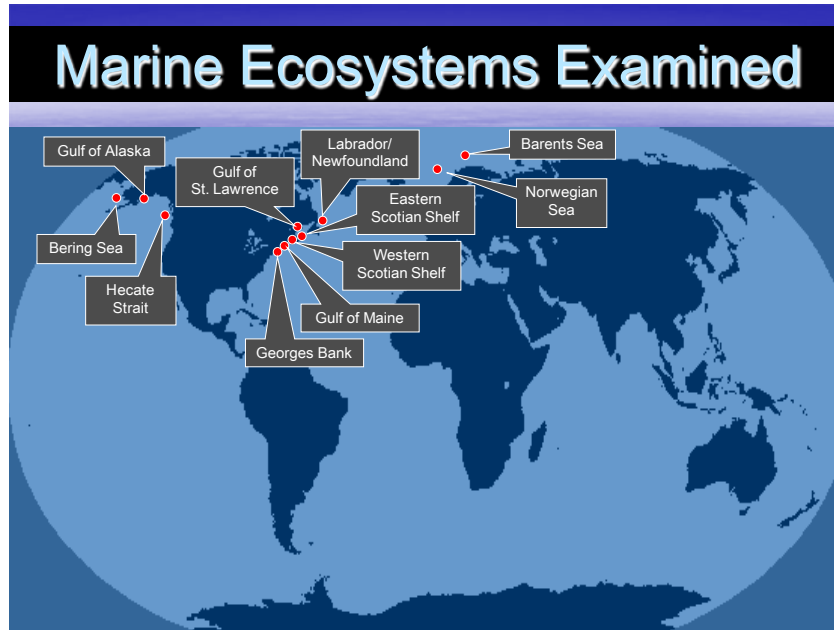 Marine Ecosystems Examined
Gulf of Alaska
Gulf of
St. Lawrence
Labrador/
Newfoundland
Barents Sea
Norwegian
Sea
Eastern
Scotian Shelf
Bering Sea
Western
Scotian Shelf
Hecate
Strait
Gulf of Maine
Georges Bank